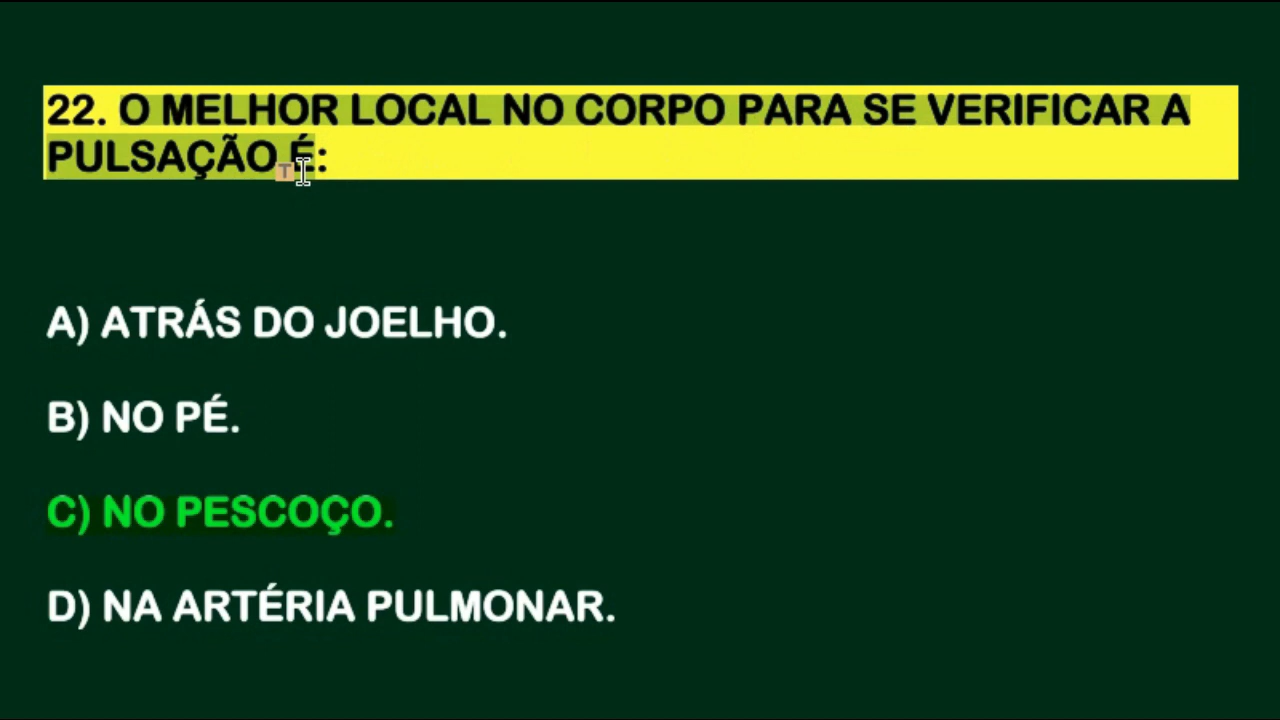 22. O MELHOR LOCAL NO CORPO PARA SE VERIFICAR A
PULSAÇÃO É:
A) ATRÁS DO JOELHO.
B) NO PÉ.
C) NO PESCOÇO.
D) NA ARTÉRIA PULMONAR.